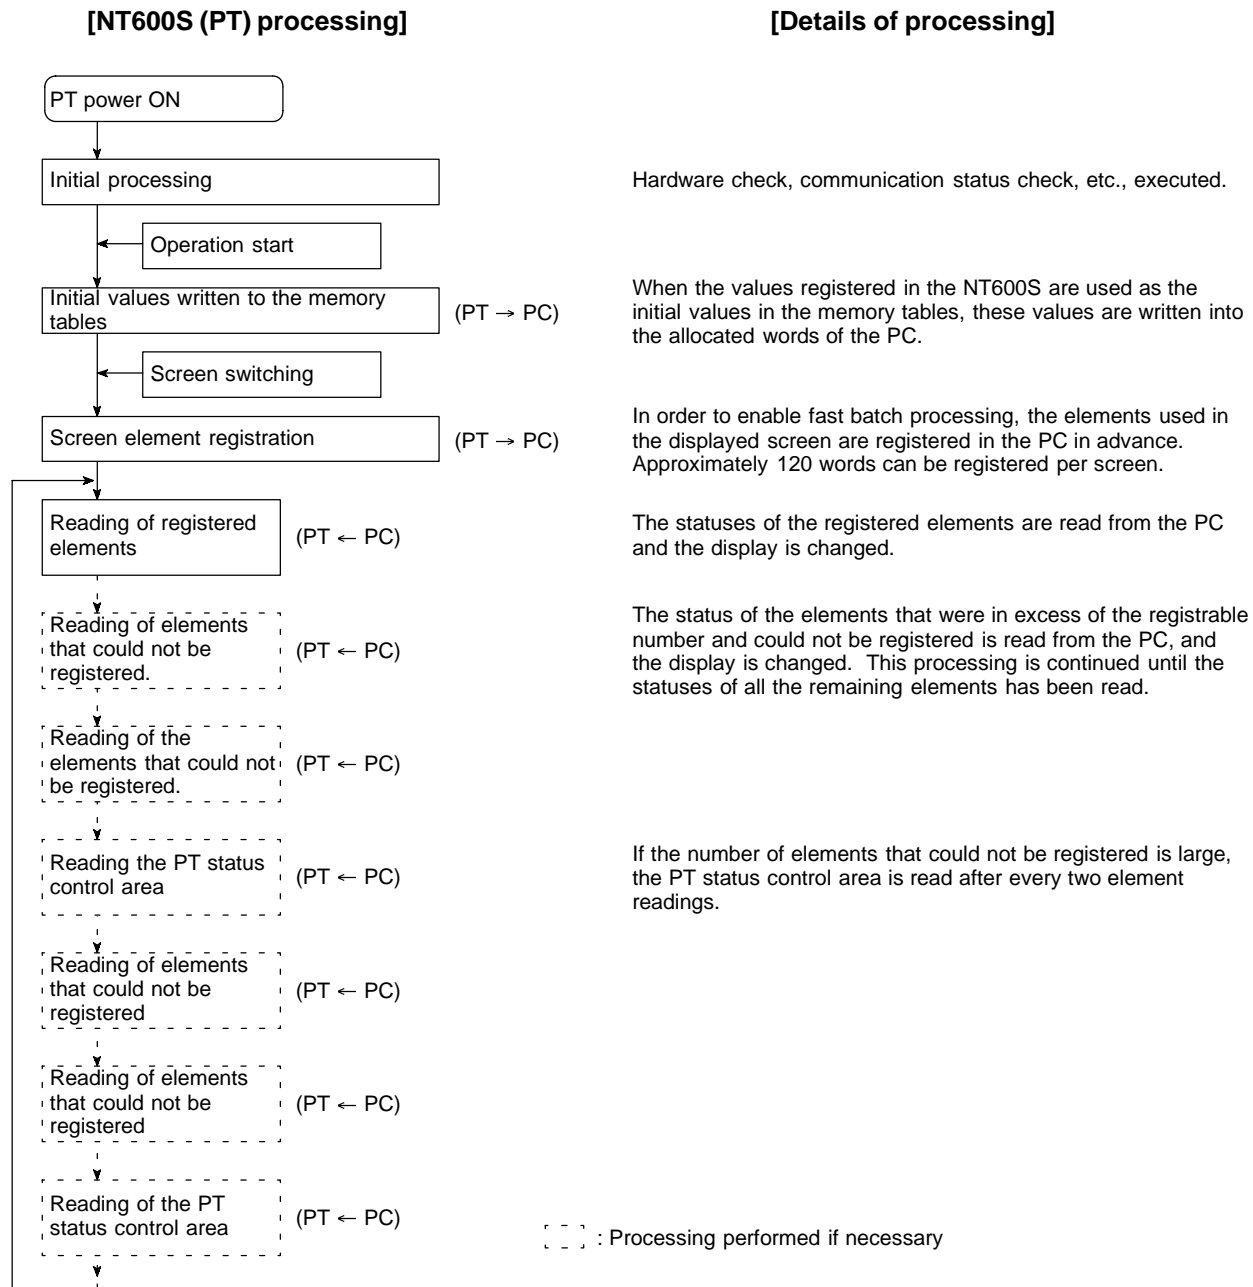 [NT600S (PT) processing]
[Details of processing]
PT power ON
Initial processing
Hardware check, communication status check, etc., executed.
Operation start
Initial values written to the memory
tables
(PT → PC)
When the values registered in the NT600S are used as the
initial values in the memory tables, these values are written into
the allocated words of the PC.
Screen switching
Screen element registration
(PT → PC)
In order to enable fast batch processing, the elements used in
the displayed screen are registered in the PC in advance.
Approximately 120 words can be registered per screen.
Reading of registered
elements
(PT ← PC)
The statuses of the registered elements are read from the PC
and the display is changed.
Reading of elements
that could not be
registered.
(PT ← PC)
The status of the elements that were in excess of the registrable
number and could not be registered is read from the PC, and
the display is changed. This processing is continued until the
statuses of all the remaining elements has been read.
Reading of the
elements that could not
be registered.
(PT ← PC)
Reading the PT status
control area
(PT ← PC)
If the number of elements that could not be registered is large,
the PT status control area is read after every two element
readings.
Reading of elements
that could not be
registered
(PT ← PC)
Reading of elements
that could not be
registered
(PT ← PC)
Reading of the PT
status control area
(PT ← PC)
: Processing performed if necessary